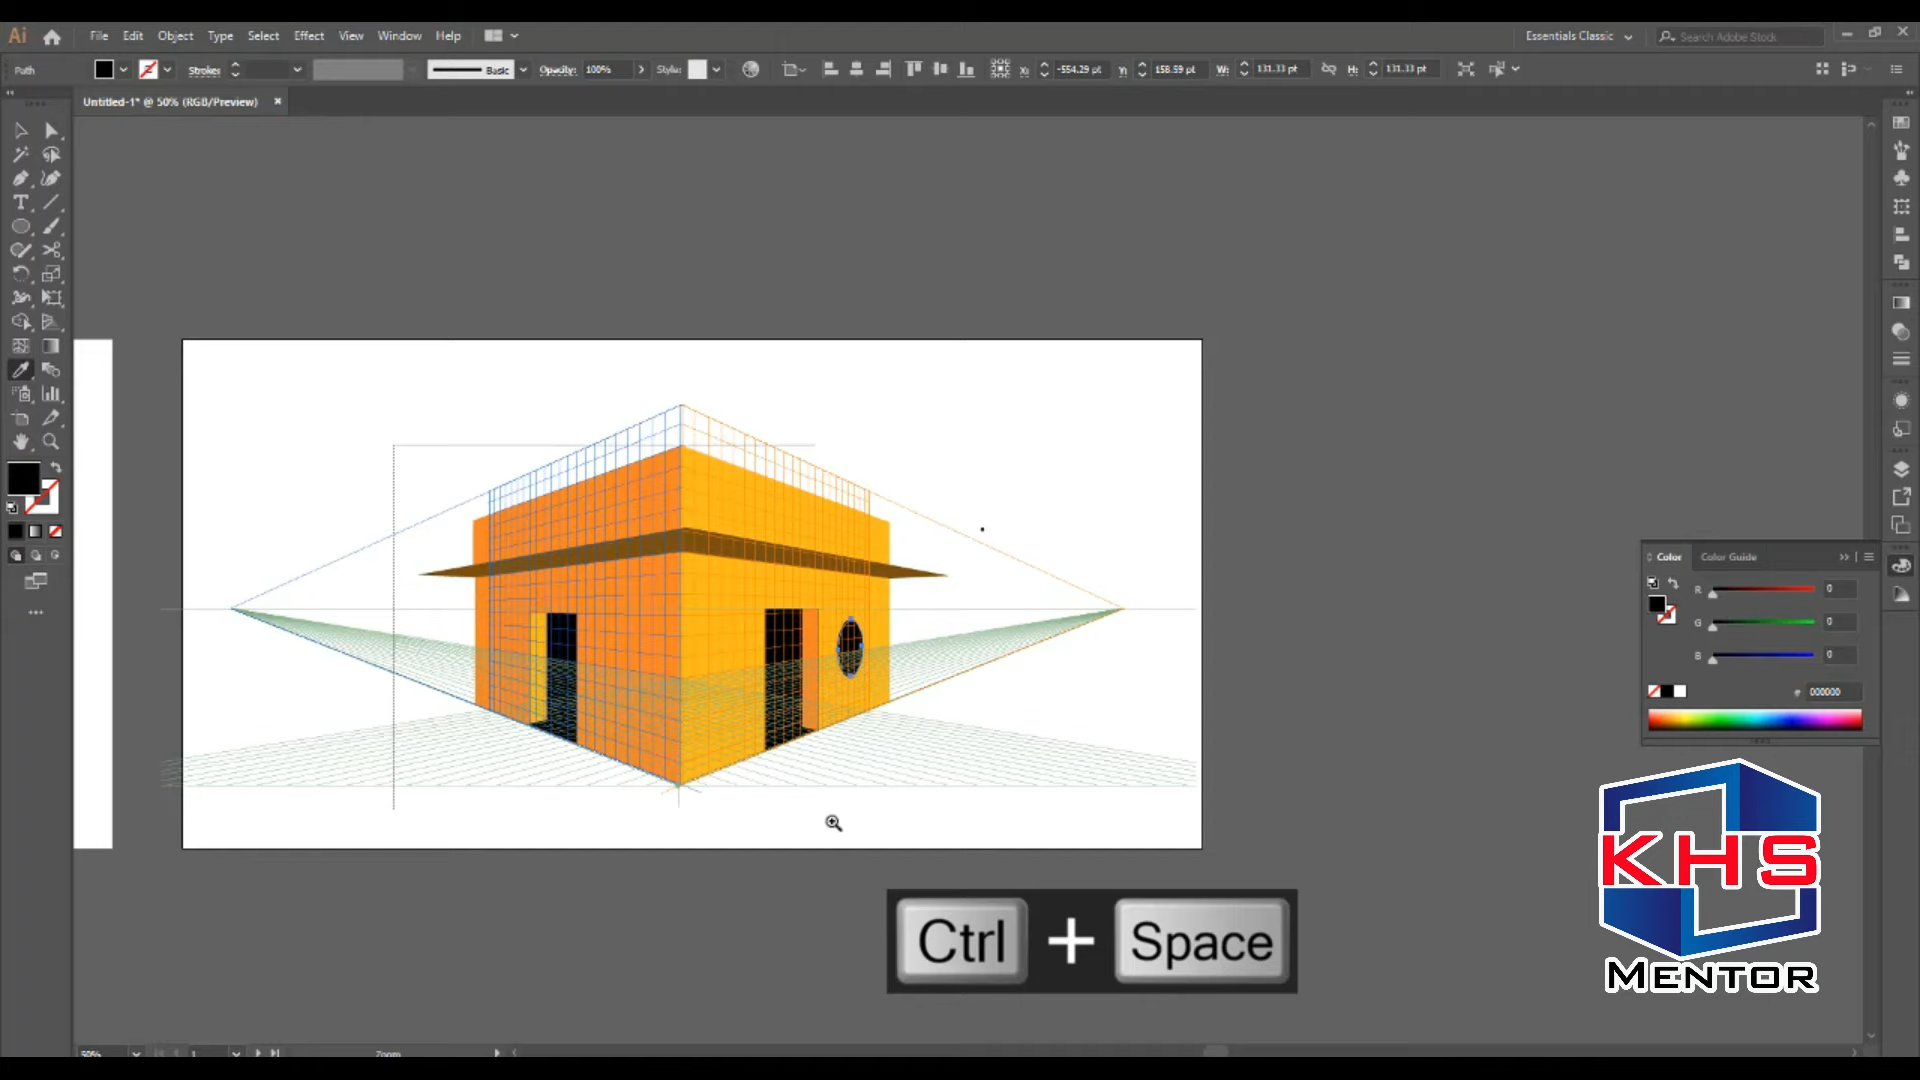 Ai File Edit Object Type Select Effect View Window Help Essentials Classic Search Adobe Stock
Path Stroke: Basic Opacity: 100% Style: X: -554.29 pt Y: 158.59 pt W: 131.33 pt H: 131.33 pt
Untitled-1* @ 50% (RGB/Preview) ×
Color Color Guide
R 0
G 0
B 0
# 000000
KHS
MENTOR
Ctrl + Space
50% 1 Zoom